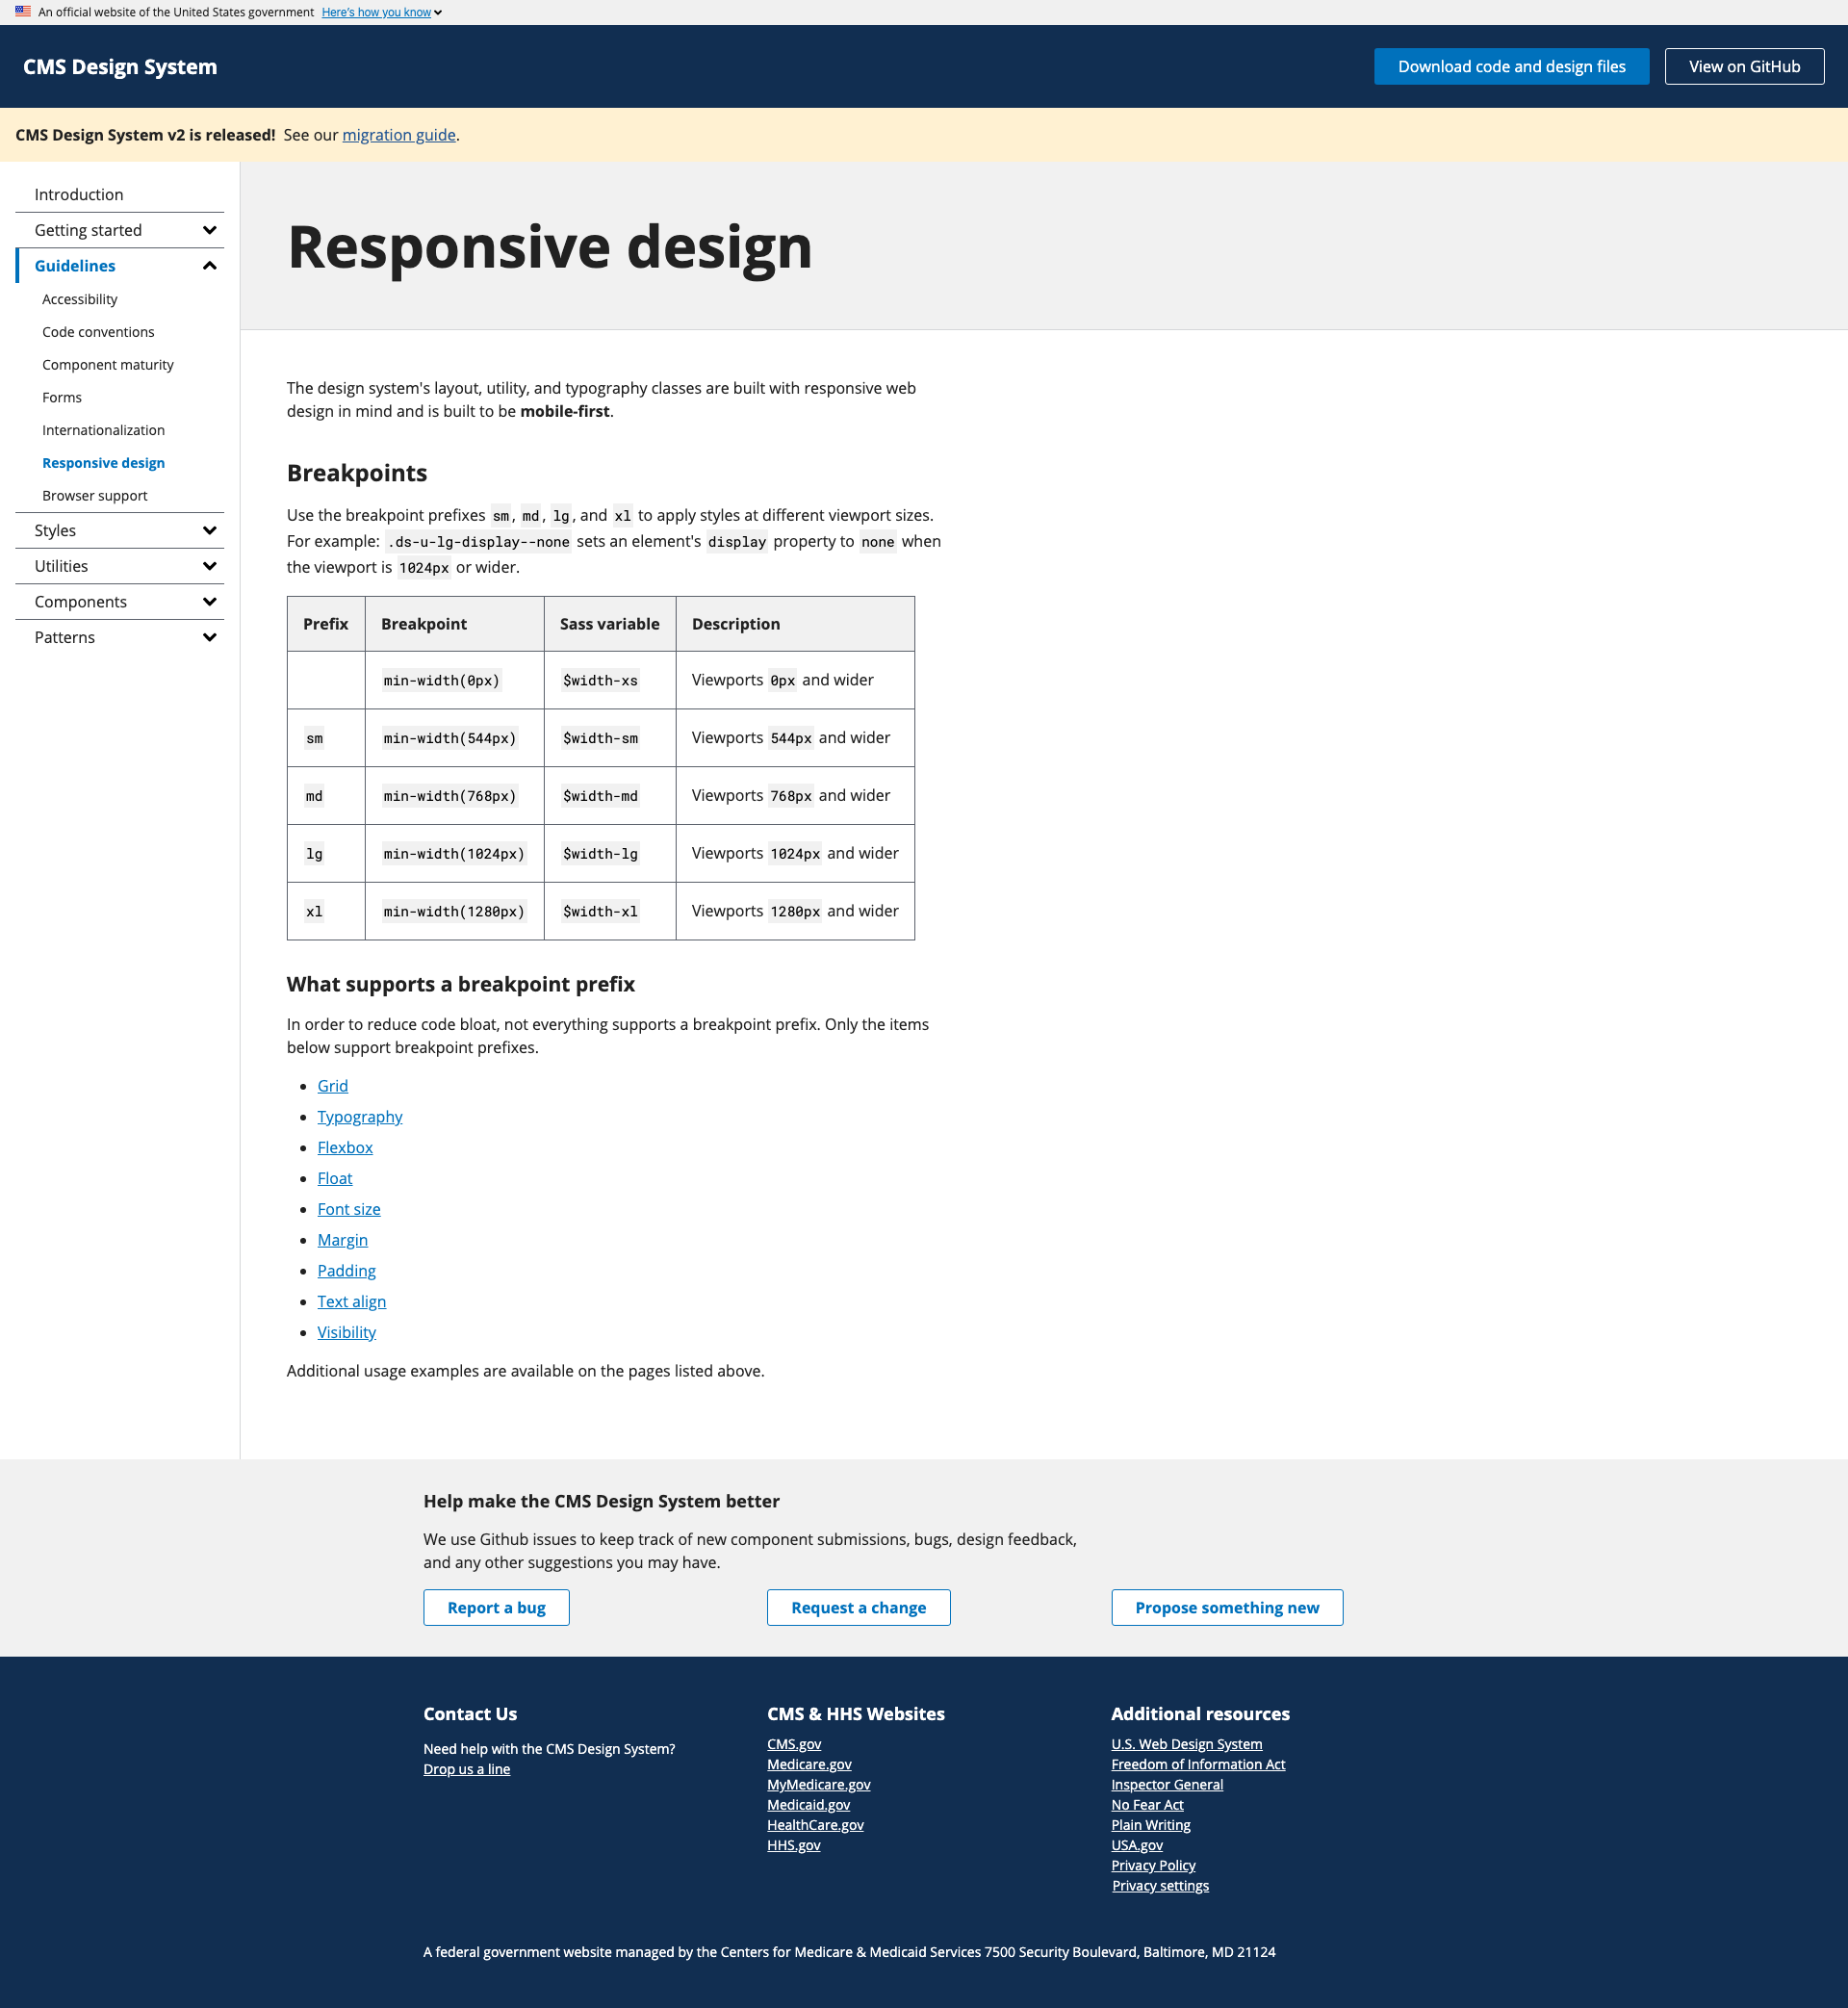 An official website of the United States government Here's how you know
CMS Design System
Download code and design files
View on GitHub
CMS Design System v2 is released! See our migration guide.
Introduction
Getting started
Guidelines
Accessibility
Code conventions
Component maturity
Forms
Internationalization
Responsive design
Browser support
Styles
Utilities
Components
Patterns
Responsive design
The design system's layout, utility, and typography classes are built with responsive web
design in mind and is built to be mobile-first.
Breakpoints
Use the breakpoint prefixes sm, md, lg, and xl to apply styles at different viewport sizes.
For example: .ds-u-lg-display--none sets an element's display property to none when
the viewport is 1024px or wider.
Prefix Breakpoint Sass variable Description
min-width(0px) $width-xs Viewports 0px and wider
sm min-width(544px) $width-sm Viewports 544px and wider
md min-width(768px) $width-md Viewports 768px and wider
lg min-width(1024px) $width-lg Viewports 1024px and wider
xl min-width(1280px) $width-xl Viewports 1280px and wider
What supports a breakpoint prefix
In order to reduce code bloat, not everything supports a breakpoint prefix. Only the items
below support breakpoint prefixes.
Grid
Typography
Flexbox
Float
Font size
Margin
Padding
Text align
Visibility
Additional usage examples are available on the pages listed above.
Help make the CMS Design System better
We use Github issues to keep track of new component submissions, bugs, design feedback,
and any other suggestions you may have.
Report a bug
Request a change
Propose something new
Contact Us
Need help with the CMS Design System?
Drop us a line
CMS & HHS Websites
CMS.gov
Medicare.gov
MyMedicare.gov
Medicaid.gov
HealthCare.gov
HHS.gov
Additional resources
U.S. Web Design System
Freedom of Information Act
Inspector General
No Fear Act
Plain Writing
USA.gov
Privacy Policy
Privacy settings
A federal government website managed by the Centers for Medicare & Medicaid Services 7500 Security Boulevard, Baltimore, MD 21124